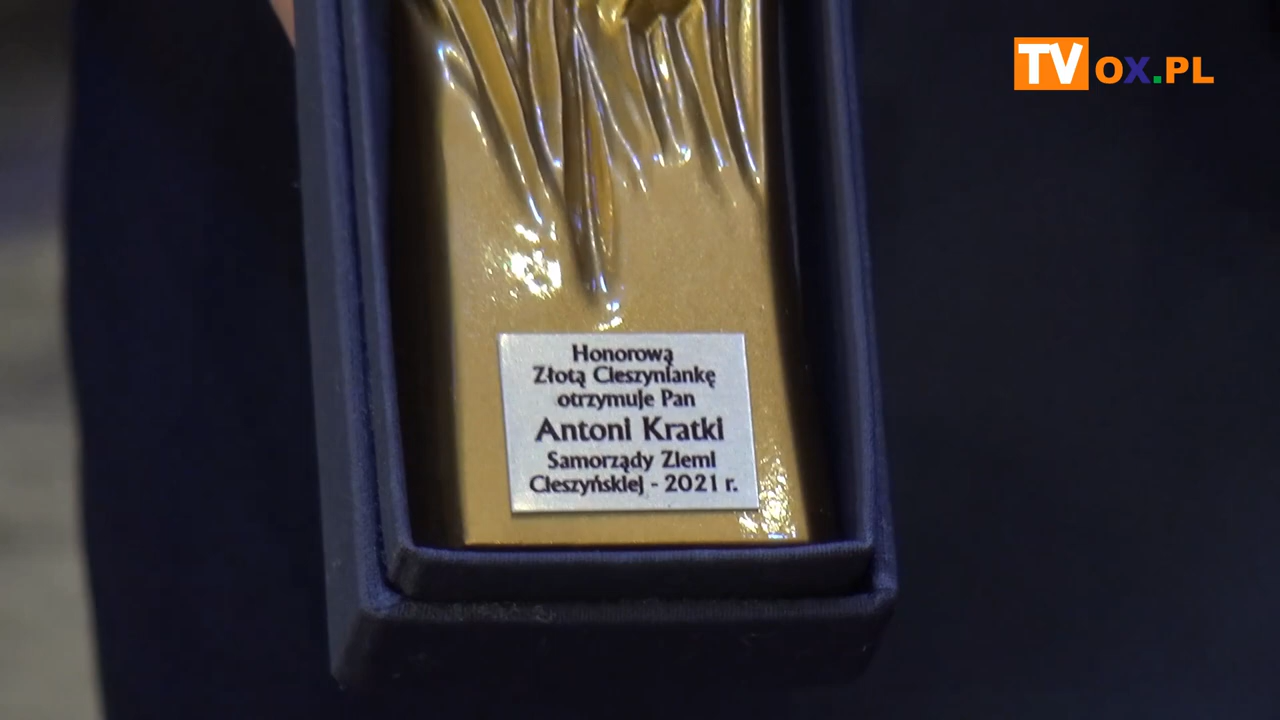 TVOX.PL
Honorową
Złotą Cieszyniankę
otrzymuje Pan
Antoni Kratki
Samorządy Ziemi
Cieszyńskiej - 2021 r.